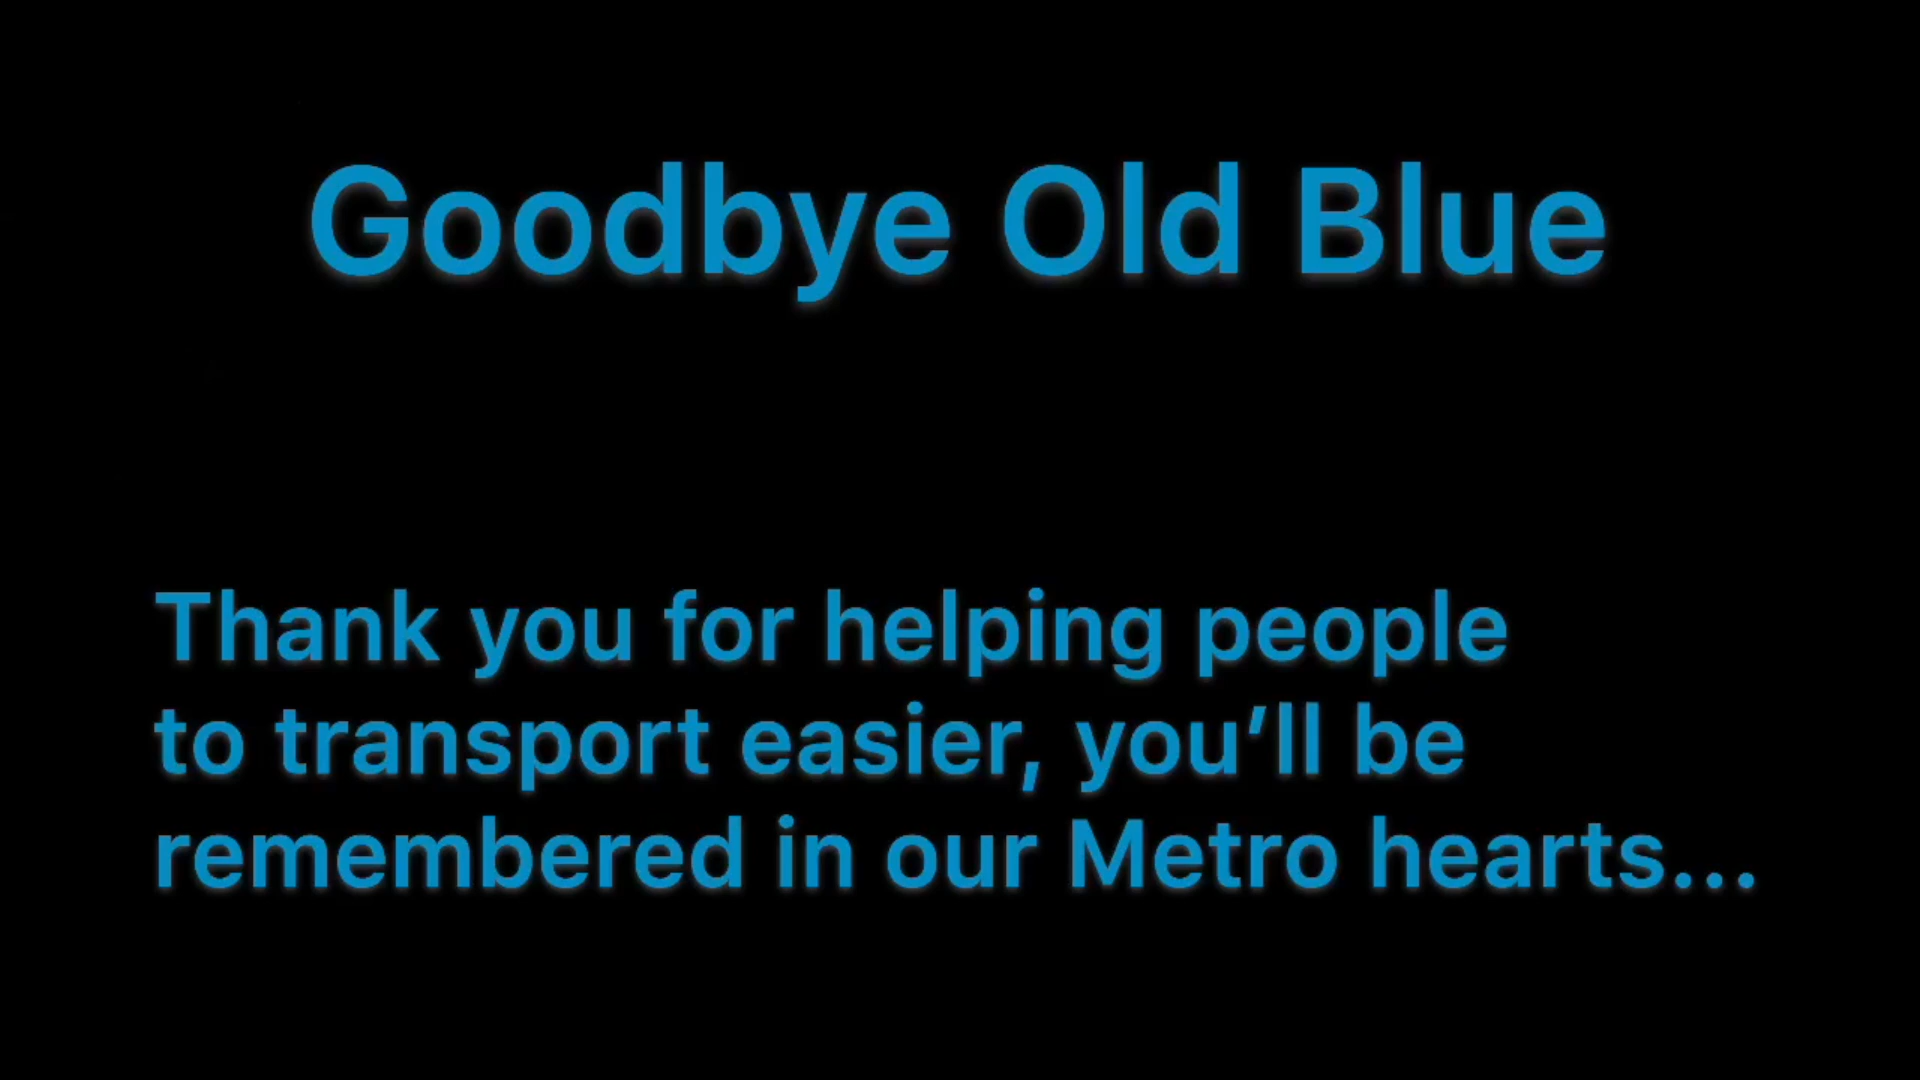 Goodbye Old Blue
Thank you for helping people
to transport easier, you’ll be
remembered in our Metro hearts...